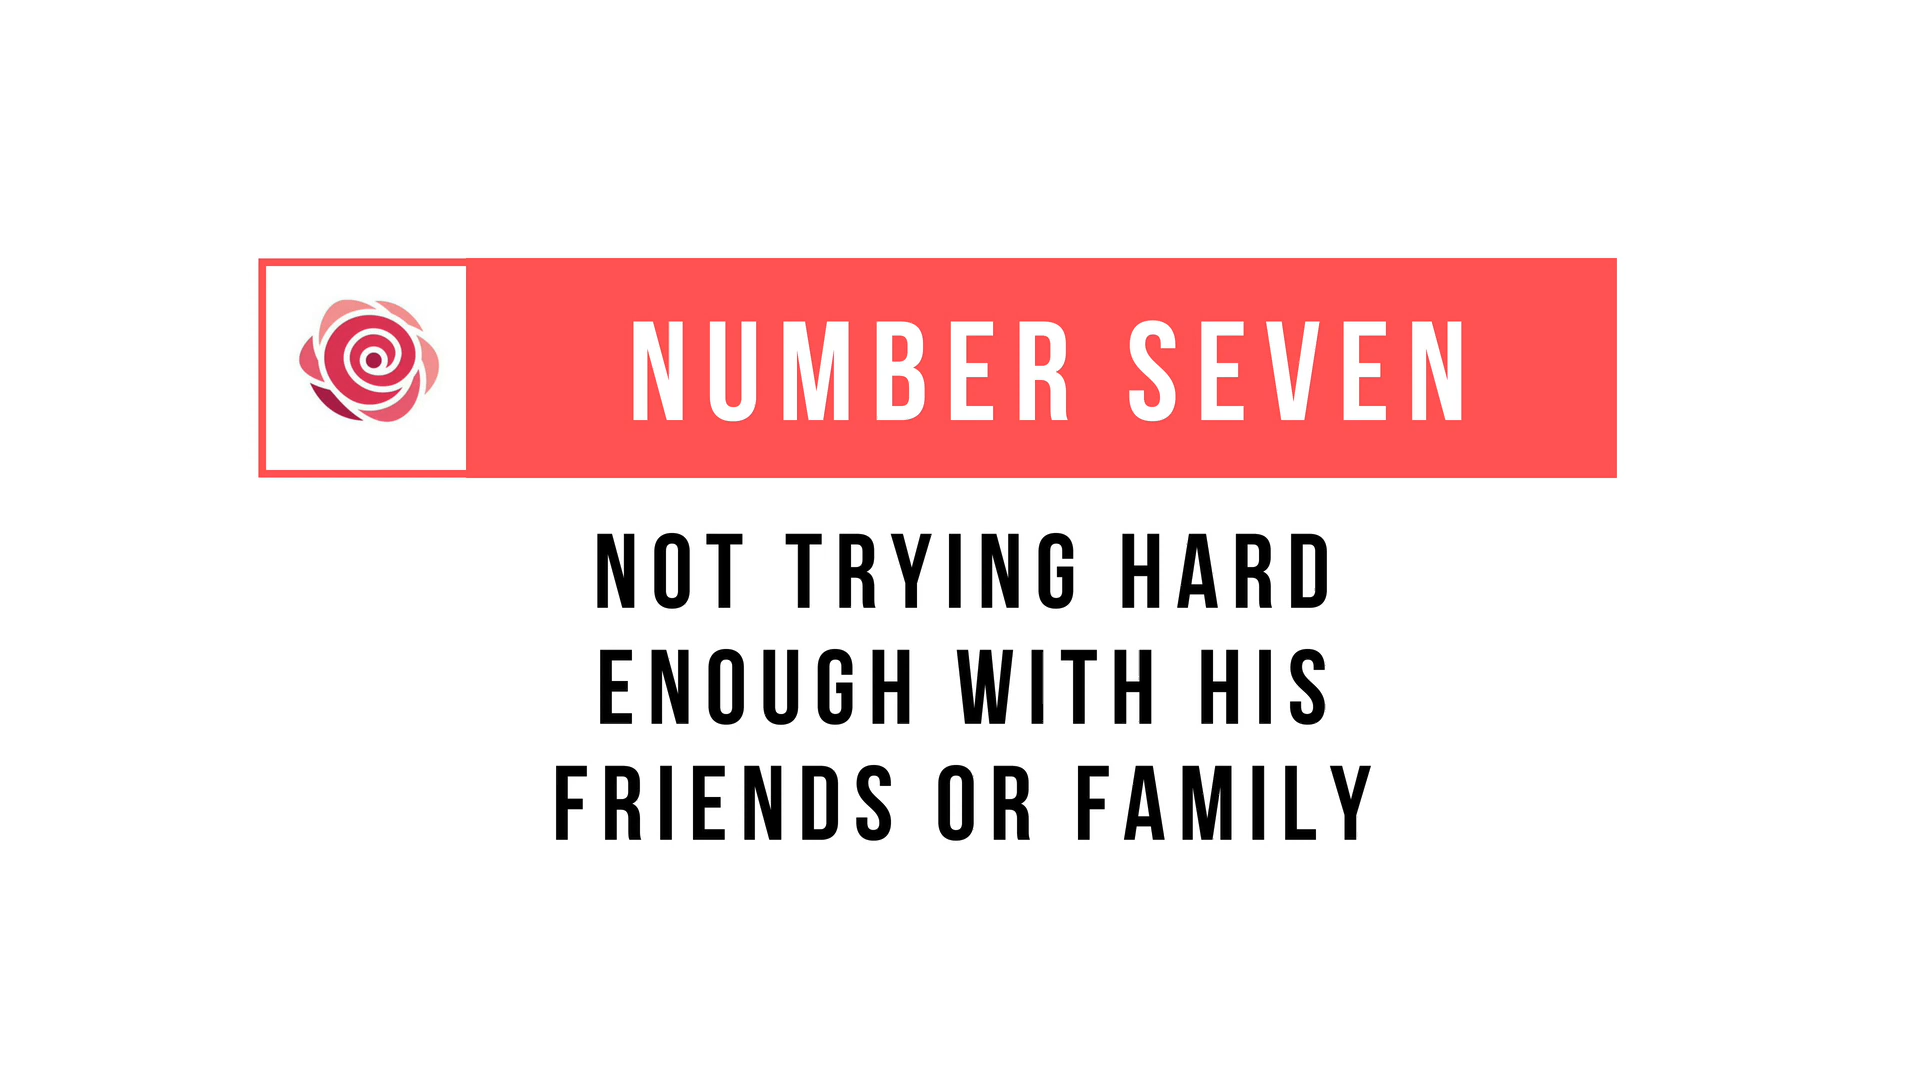 NUMBER SEVEN
NOT TRYING HARD
ENOUGH WITH HIS
FRIENDS OR FAMILY